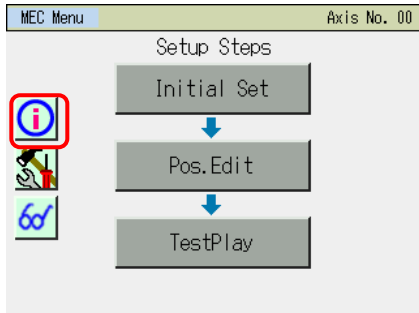 MEC Menu Axis No. 00
Setup Steps
Initial Set
Pos.Edit
TestPlay